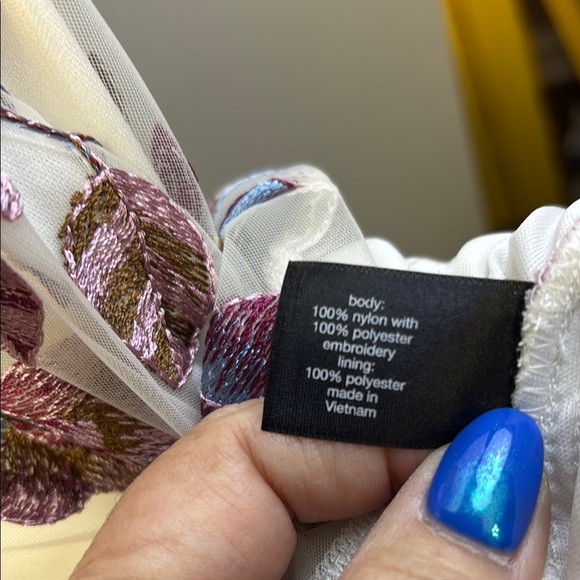 body:
100% nylon with
100% polyester
embroidery
lining:
100% polyester
made in
Vietnam